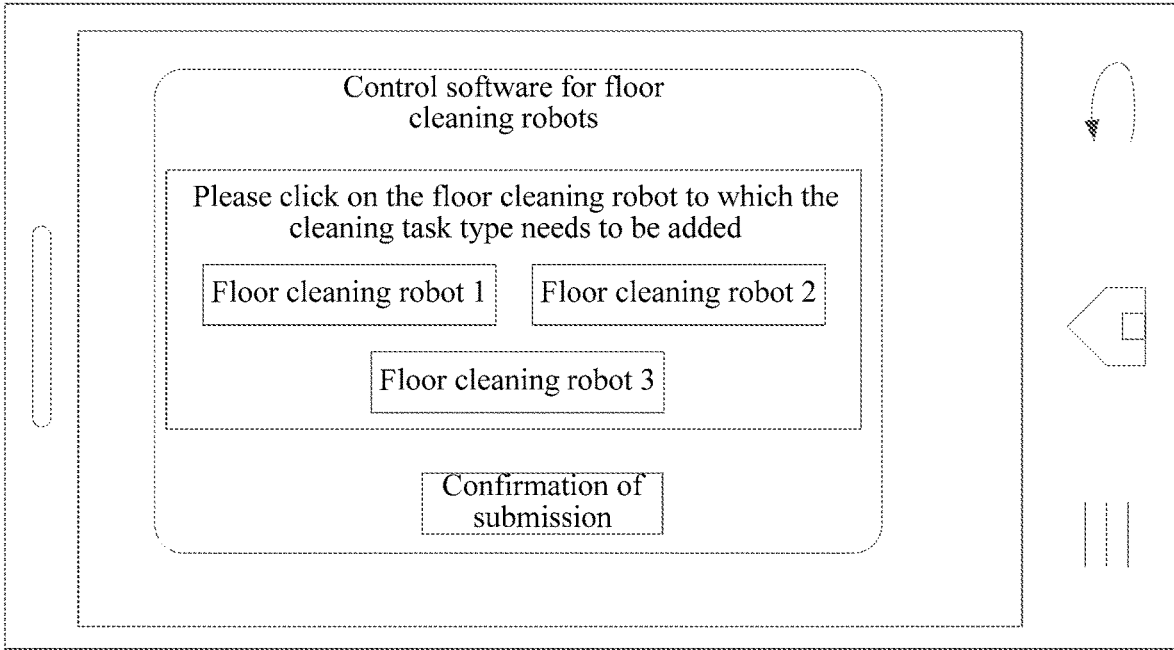 Control software for floor
cleaning robots
Please click on the floor cleaning robot to which the
cleaning task type needs to be added
Floor cleaning robot 1
Floor cleaning robot 2
Floor cleaning robot 3
Confirmation of
submission